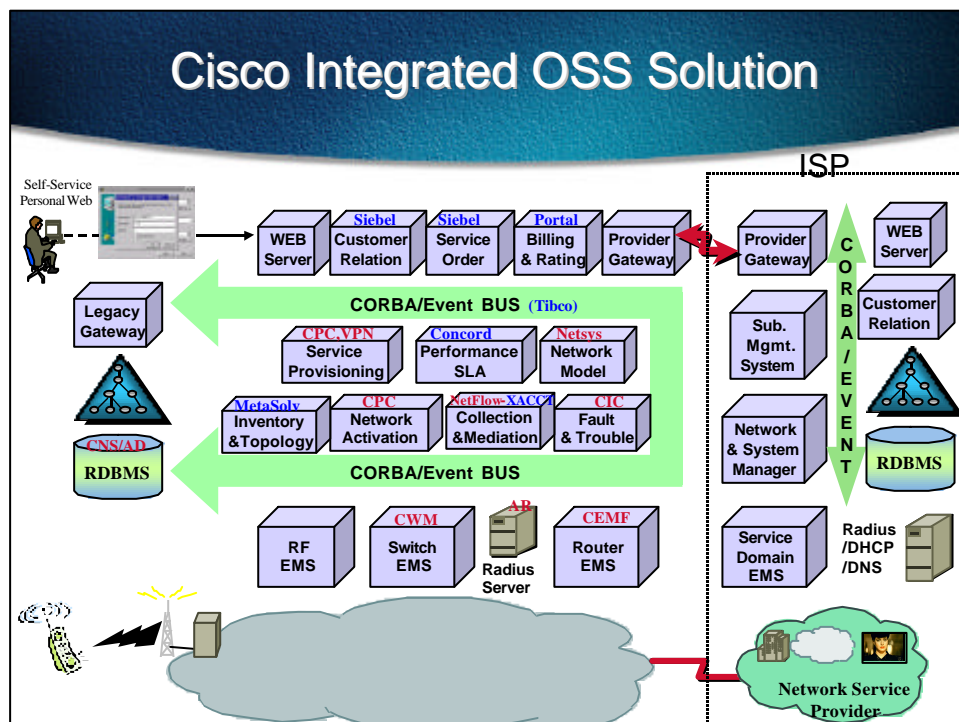 Cisco Integrated OSS Solution
ISP
Self-Service
Personal Web
Siebel
Siebel
Portal
WEB
Server
Customer
Relation
Service
Order
Billing
& Rating
Provider
Gateway
Provider
Gateway
WEB
Server
Legacy
Gateway
CORBA/Event BUS (Tibco)
CPC,VPN
Service
Provisioning
Concord
Performance
SLA
Netsys
Network
Model
Sub.
Mgmt.
System
CORBA/EVENT
Customer
Relation
MetaSolv
Inventory
&Topology
CPC
Network
Activation
NetFlow-XACCT
Collection
&Mediation
CIC
Fault
& Trouble
Network
& System
Manager
RDBMS
CNS/AD
RDBMS
CORBA/Event BUS
RF
EMS
CWM
Switch
EMS
AR
Radius
Server
CEMF
Router
EMS
Service
Domain
EMS
Radius
/DHCP
/DNS
Network Service
Provider